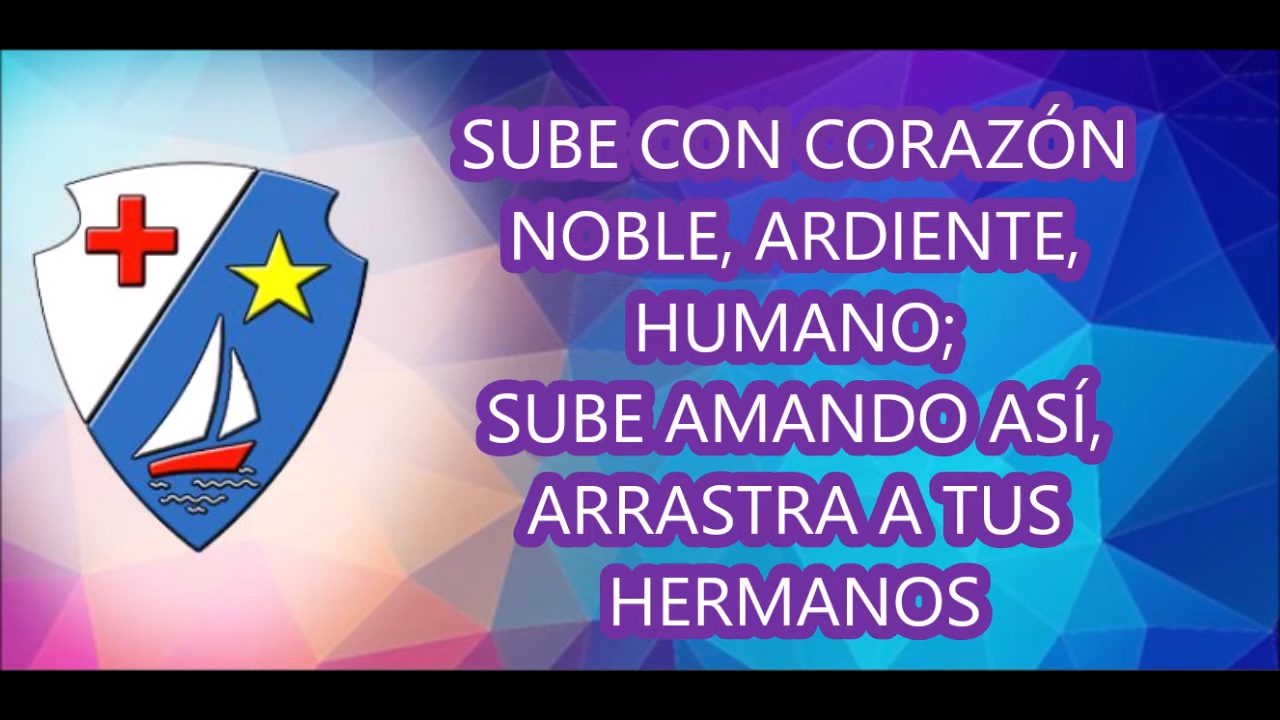 SUBE CON CORAZÓN
NOBLE, ARDIENTE,
HUMANO;
SUBE AMANDO ASÍ,
ARRASTRA A TUS
HERMANOS